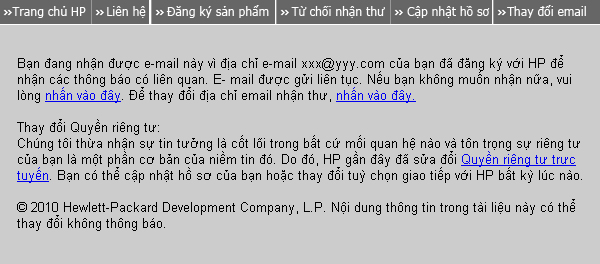 »Trang chủ HP »Liên hệ »Đăng ký sản phẩm »Từ chối nhận thư »Cập nhật hồ sơ »Thay đổi email
Bạn đang nhận được e-mail này vì địa chỉ e-mail xxx@yyy.com của bạn đã đăng ký với HP để
nhận các thông báo có liên quan. E- mail được gửi liên tục. Nếu bạn không muốn nhận nữa, vui
lòng nhấn vào đây. Để thay đổi địa chỉ email nhận thư, nhấn vào đây.
Thay đổi Quyền riêng tư:
Chúng tôi thừa nhận sự tin tưởng là cốt lõi trong bất cứ mối quan hệ nào và tôn trọng sự riêng tư
của bạn là một phần cơ bản của niềm tin đó. Do đó, HP gần đây đã sửa đổi Quyền riêng tư trực
tuyến. Bạn có thể cập nhật hồ sơ của bạn hoặc thay đổi tuỳ chọn giao tiếp với HP bất kỳ lúc nào.
© 2010 Hewlett-Packard Development Company, L.P. Nội dung thông tin trong tài liệu này có thể
thay đổi không thông báo.